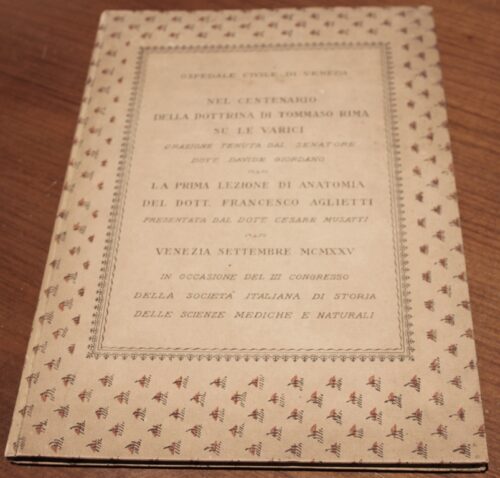 OSPEDALE CIVILE DI VENEZIA
NEL CENTENARIO
DELLA DOTTRINA DI TOMMASO RIMA
SU LE VARICI
ORAZIONE TENUTA DAL SENATORE
DOTT. DAVIDE GIORDANO
LA PRIMA LEZIONE DI ANATOMIA
DEL DOTT. FRANCESCO AGLIETTI
PRESENTATA DAL DOTT. CESARE MUSATTI
VENEZIA SETTEMBRE MCMXXV
IN OCCASIONE DEL III CONGRESSO
DELLA SOCIETA' ITALIANA DI STORIA
DELLE SCIENZE MEDICHE E NATURALI